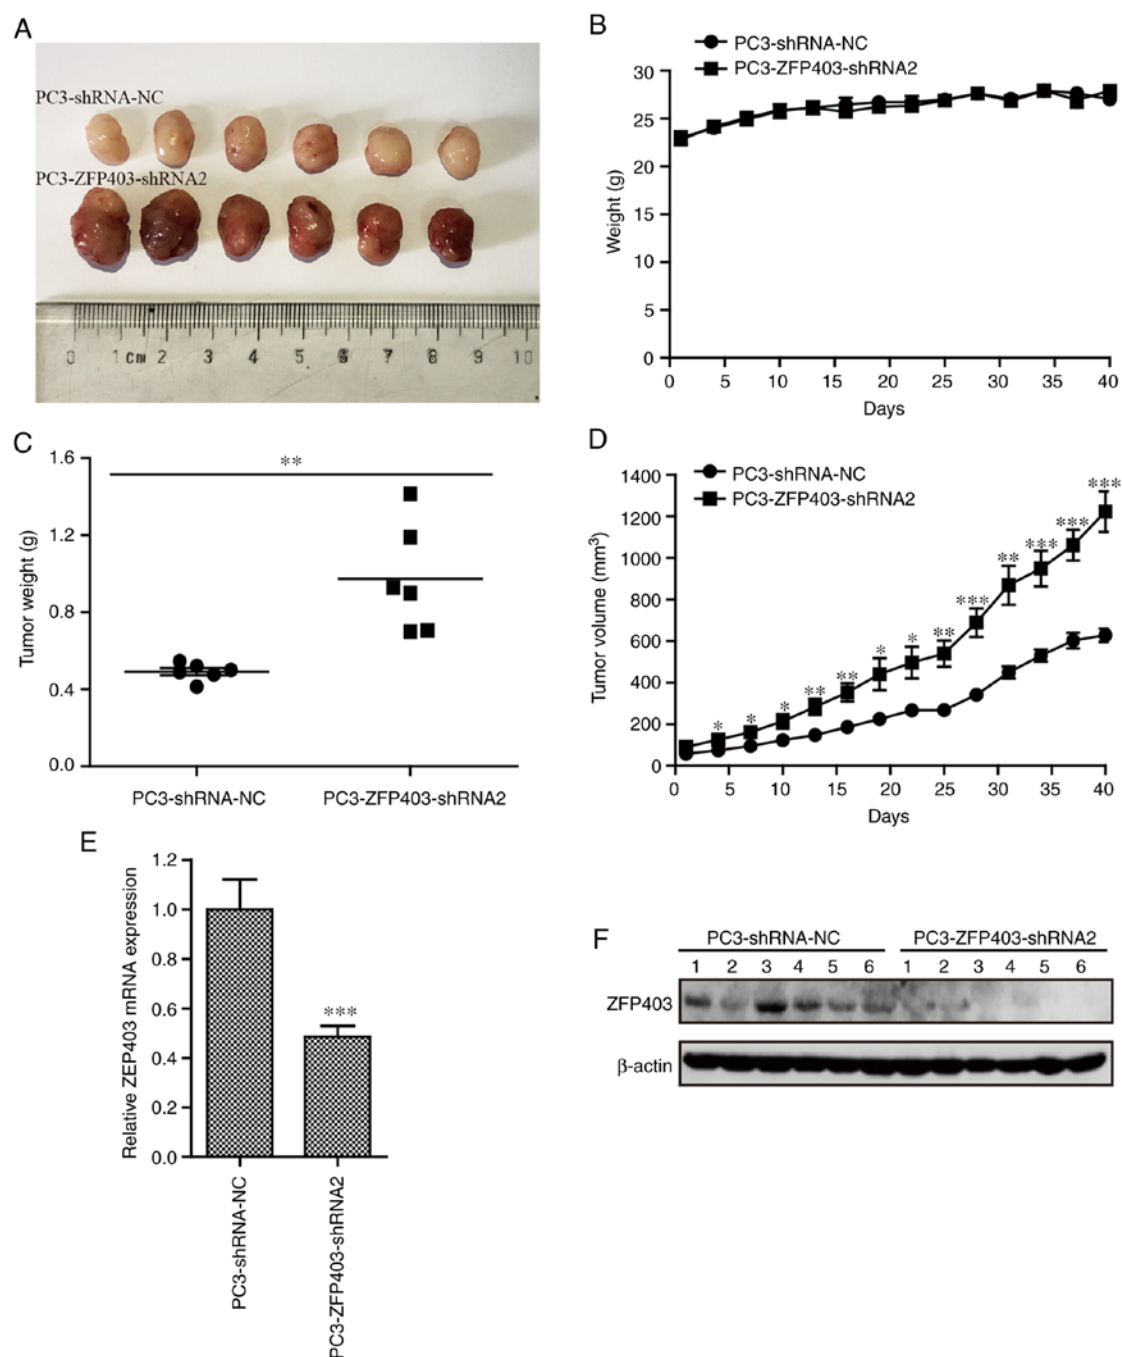 A
PC3-shRNA-NC
PC3-ZFP403-shRNA2
0 1 cm 2 3 4 5 6 7 8 9 10
B
PC3-shRNA-NC
PC3-ZFP403-shRNA2
30
25
20
15
10
5
0
Weight (g)
0 5 10 15 20 25 30 35 40
Days
C
1.6
1.2
0.8
0.4
0.0
**
Tumor weight (g)
PC3-shRNA-NC PC3-ZFP403-shRNA2
D
PC3-shRNA-NC
PC3-ZFP403-shRNA2
1400
1200
1000
800
600
400
200
0
Tumor volume (mm³)
* * * ** ** * * ** *** ** *** *** ***
0 5 10 15 20 25 30 35 40
Days
E
1.2
1.0
0.8
0.6
0.4
0.2
0.0
***
Relative ZEP403 mRNA expression
PC3-shRNA-NC
PC3-ZFP403-shRNA2
F
PC3-shRNA-NC PC3-ZFP403-shRNA2
1 2 3 4 5 6 1 2 3 4 5 6
ZFP403
β-actin